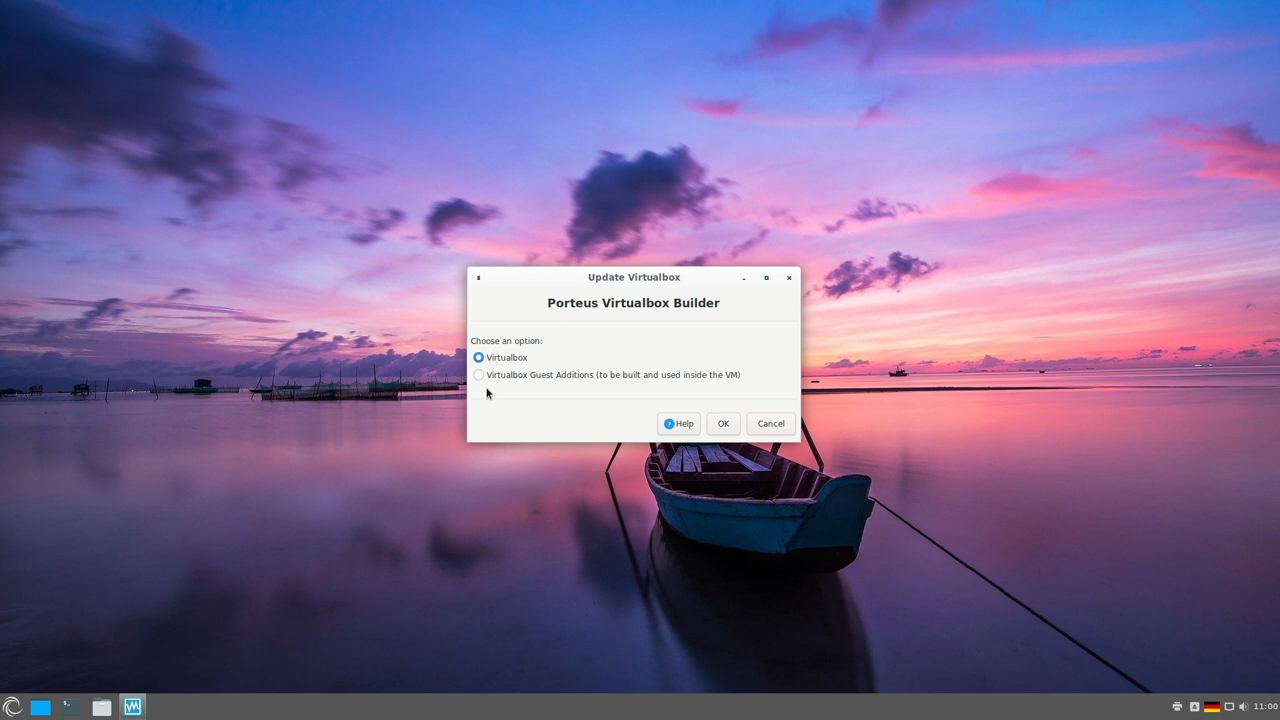 Update Virtualbox
Porteus Virtualbox Builder
Choose an option:
Virtualbox
Virtualbox Guest Additions (to be built and used inside the VM)
? Help
OK
Cancel
$_
A
11:00